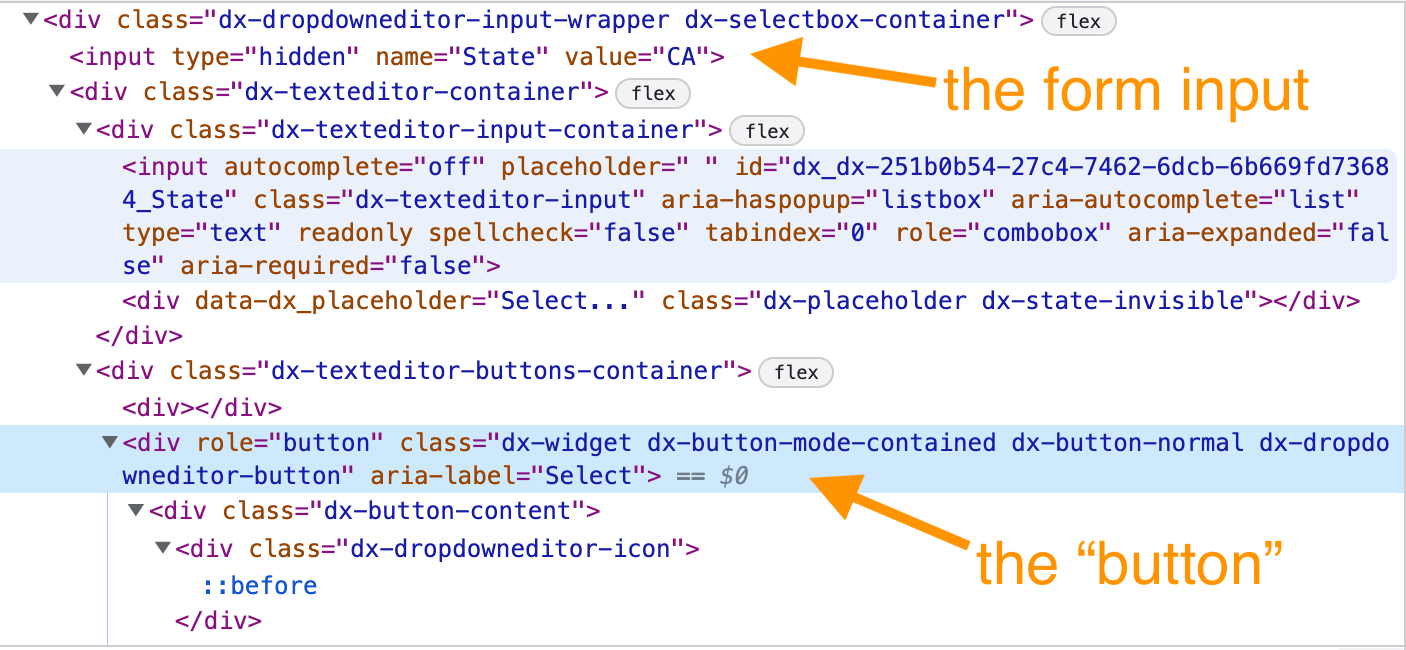 ▼<div class="dx-dropdowneditor-input-wrapper dx-selectbox-container"> flex
<input type="hidden" name="State" value="CA">
the form input
▼<div class="dx-texteditor-container"> flex
▼<div class="dx-texteditor-input-container"> flex
<input autocomplete="off" placeholder=" " id="dx_dx-251b0b54-27c4-7462-6dcb-6b669fd7368
4_State" class="dx-texteditor-input" aria-haspopup="listbox" aria-autocomplete="list"
type="text" readonly spellcheck="false" tabindex="0" role="combobox" aria-expanded="fal
se" aria-required="false">
<div data-dx_placeholder="Select..." class="dx-placeholder dx-state-invisible"></div>
</div>
▼<div class="dx-texteditor-buttons-container"> flex
<div></div>
▼<div role="button" class="dx-widget dx-button-mode-contained dx-button-normal dx-dropdo
wneditor-button" aria-label="Select"> == $0
▼<div class="dx-button-content">
▼<div class="dx-dropdowneditor-icon">
the “button”
::before
</div>